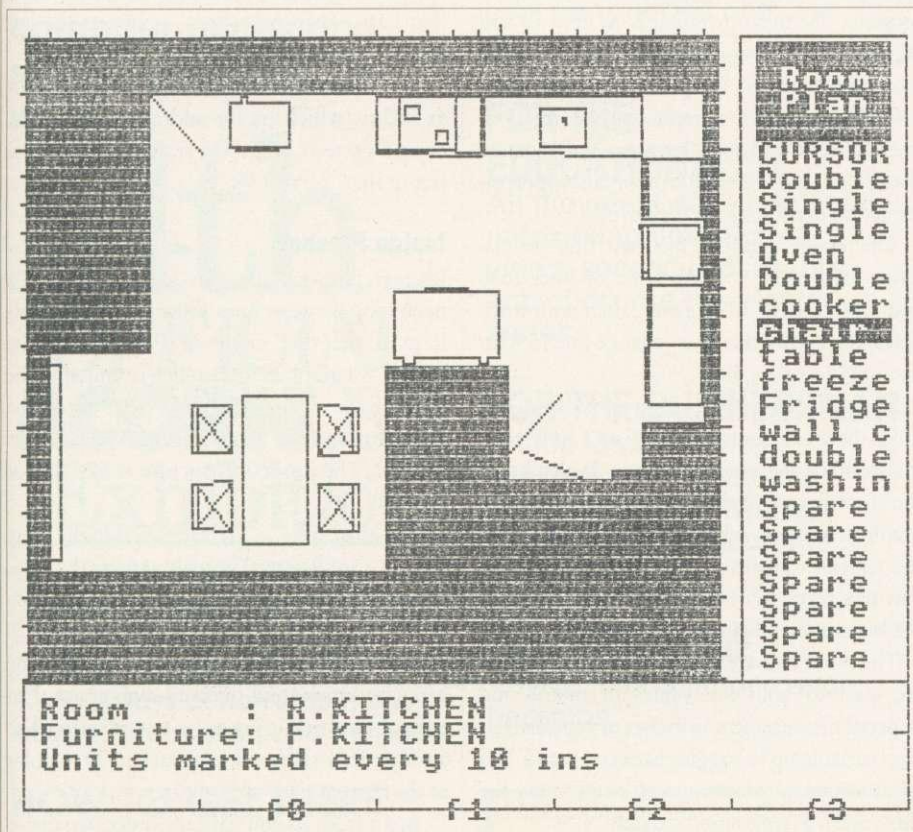 Room
Plan
CURSOR
Double
Single
Single
Oven
Double
cooker
chair
table
freeze
Fridge
wall c
double
washin
Spare
Spare
Spare
Spare
Spare
Spare
Spare
Room : R.KITCHEN
Furniture: F.KITCHEN
Units marked every 10 ins
f0 f1 f2 f3